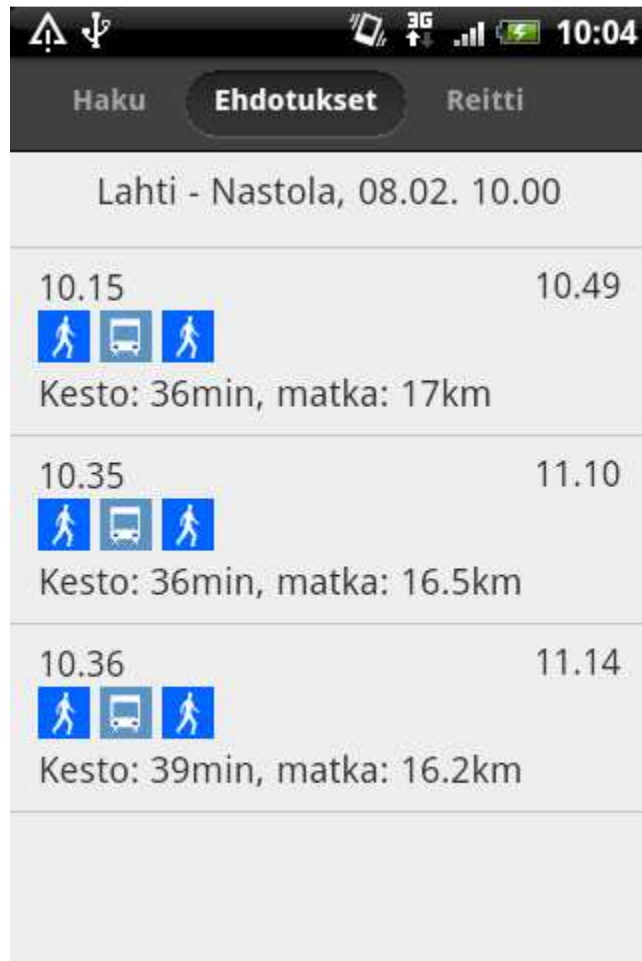 3G 10:04
Haku Ehdotukset Reitti
Lahti - Nastola, 08.02. 10.00
10.15 10.49
Kesto: 36min, matka: 17km
10.35 11.10
Kesto: 36min, matka: 16.5km
10.36 11.14
Kesto: 39min, matka: 16.2km